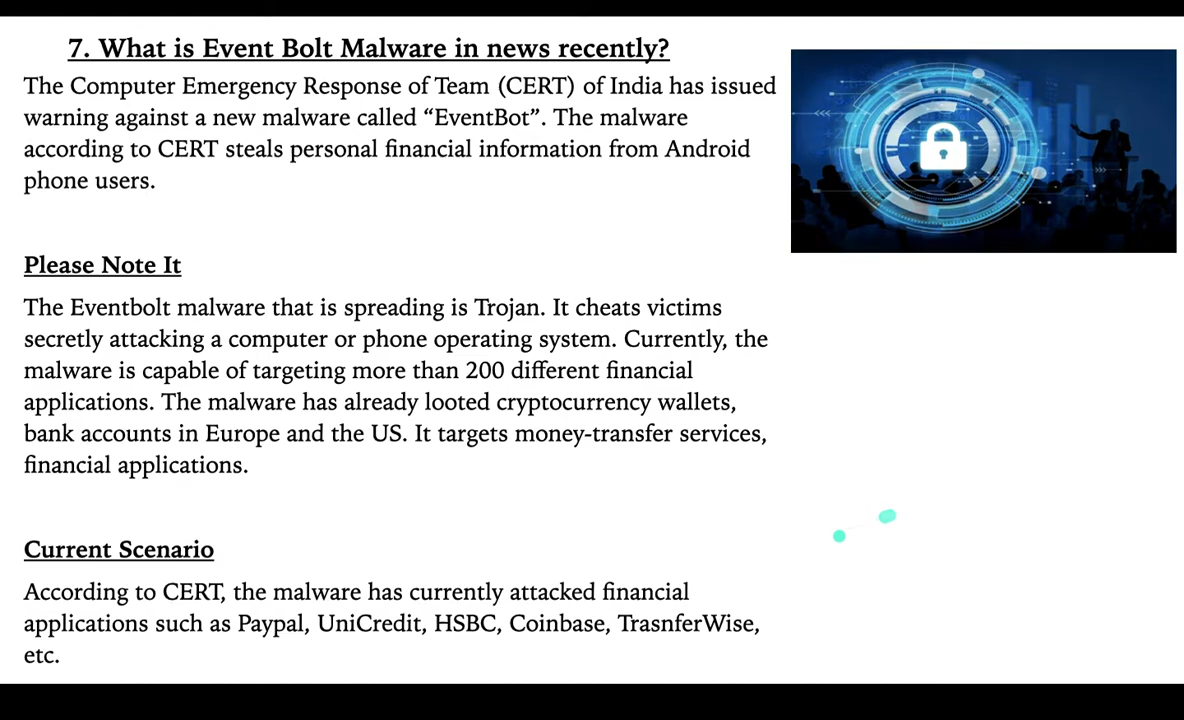 7. What is Event Bolt Malware in news recently?
The Computer Emergency Response of Team (CERT) of India has issued
warning against a new malware called “EventBot”. The malware
according to CERT steals personal financial information from Android
phone users.
Please Note It
The Eventbolt malware that is spreading is Trojan. It cheats victims
secretly attacking a computer or phone operating system. Currently, the
malware is capable of targeting more than 200 different financial
applications. The malware has already looted cryptocurrency wallets,
bank accounts in Europe and the US. It targets money-transfer services,
financial applications.
Current Scenario
According to CERT, the malware has currently attacked financial
applications such as Paypal, UniCredit, HSBC, Coinbase, TrasnferWise,
etc.